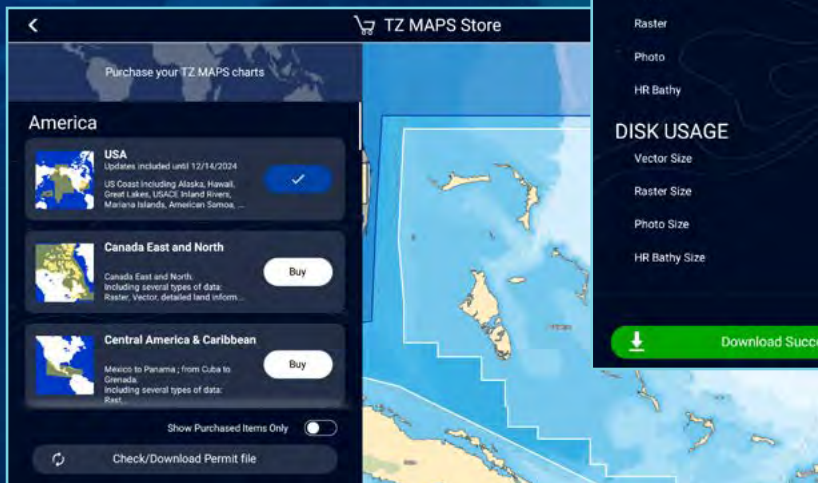 TZ MAPS Store
Purchase your TZ MAPS charts
America
USA
Updates included until 12/14/2024
US Coast including Alaska, Hawaii,
Great Lakes, USACE Inland Rivers,
Mariana Islands, American Samoa, ...
Canada East and North
Canada East and North.
Including several types of data:
Raster, Vector, detailed land inform...
Buy
Central America & Caribbean
Mexico to Panama ; from Cuba to
Grenada.
Including several types of data:
Rast...
Buy
Show Purchased Items Only
Check/Download Permit file
Raster
Photo
HR Bathy
DISK USAGE
Vector Size
Raster Size
Photo Size
HR Bathy Size
Download Succe